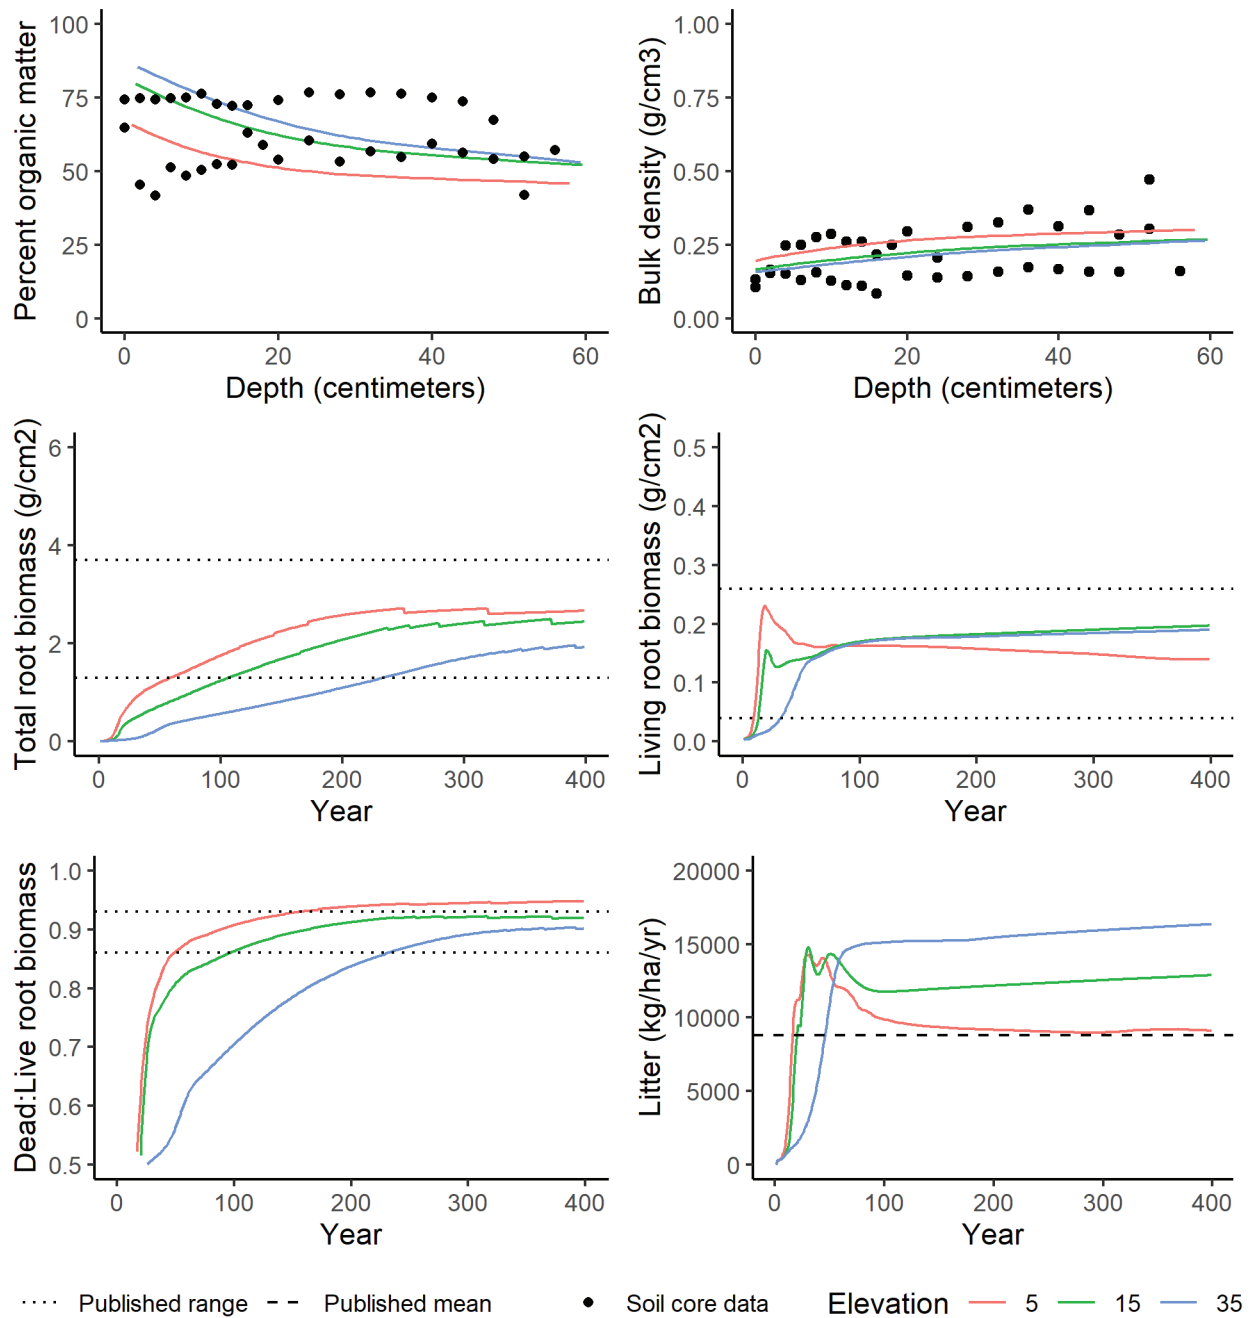 Percent organic matter
100
75
50
25
0
0 20 40 60
Depth (centimeters)
Bulk density (g/cm3)
1.00
0.75
0.50
0.25
0.00
0 20 40 60
Depth (centimeters)
Total root biomass (g/cm2)
6
4
2
0
0 100 200 300 400
Year
Living root biomass (g/cm2)
0.5
0.4
0.3
0.2
0.1
0.0
0 100 200 300 400
Year
Dead:Live root biomass
1.0
0.9
0.8
0.7
0.6
0.5
0 100 200 300 400
Year
Litter (kg/ha/yr)
20000
15000
10000
5000
0
0 100 200 300 400
Year
Published range Published mean Soil core data Elevation 5 15 35